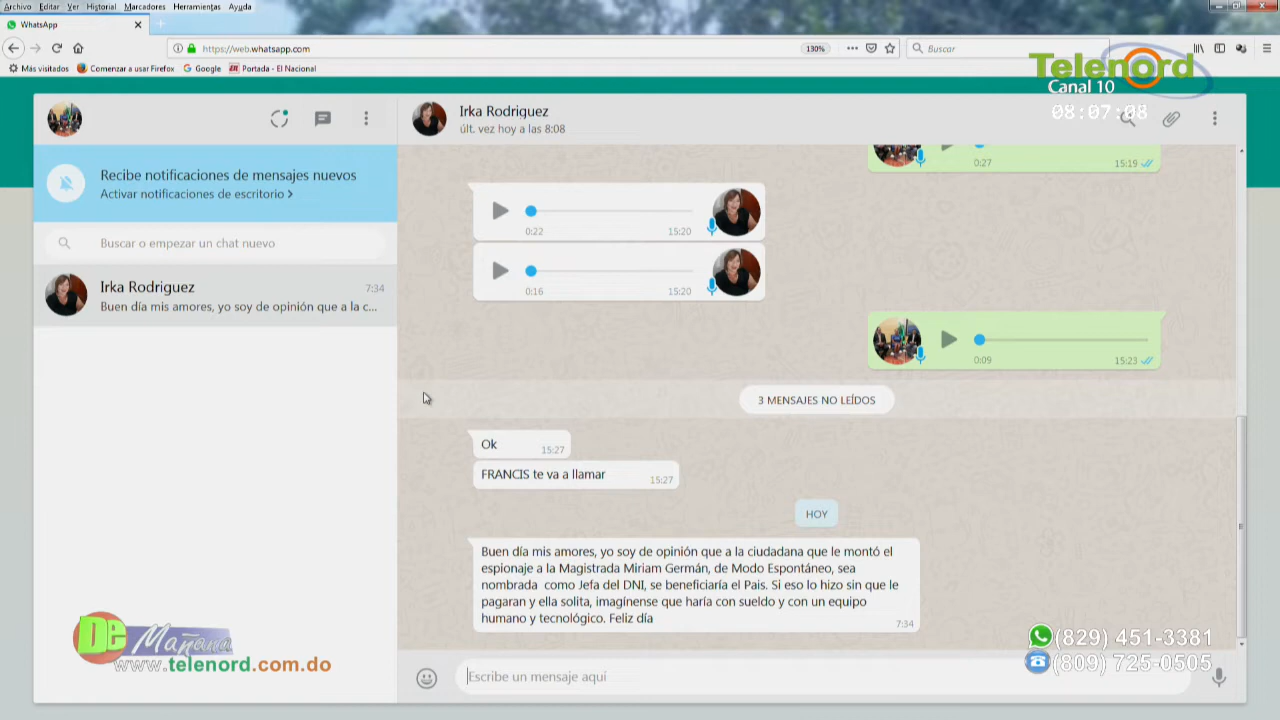 Archivo Editar Ver Historial Marcadores Herramientas Ayuda
WhatsApp
https://web.whatsapp.com
130%
Buscar
Más visitados
Comenzar a usar Firefox
Google
Portada - El Nacional
Telenord
Canal 10
08:07:08
Irka Rodriguez
últ. vez hoy a las 8:08
Recibe notificaciones de mensajes nuevos
Activar notificaciones de escritorio >
Buscar o empezar un chat nuevo
Irka Rodriguez
7:34
Buen día mis amores, yo soy de opinión que a la c...
0:27
15:19
0:22
15:20
0:16
15:20
0:09
15:23
3 MENSAJES NO LEÍDOS
Ok
15:27
FRANCIS te va a llamar
15:27
HOY
Buen día mis amores, yo soy de opinión que a la ciudadana que le montó el
espionaje a la Magistrada Miriam Germán, de Modo Espontáneo, sea
nombrada como Jefa del DNI, se beneficiaría el Pais. Si eso lo hizo sin que le
pagaran y ella solita, imagínense que haría con sueldo y con un equipo
humano y tecnológico. Feliz día
7:34
Escribe un mensaje aquí
De Mañana
www.telenord.com.do
(829) 451-3381
(809) 725-0505